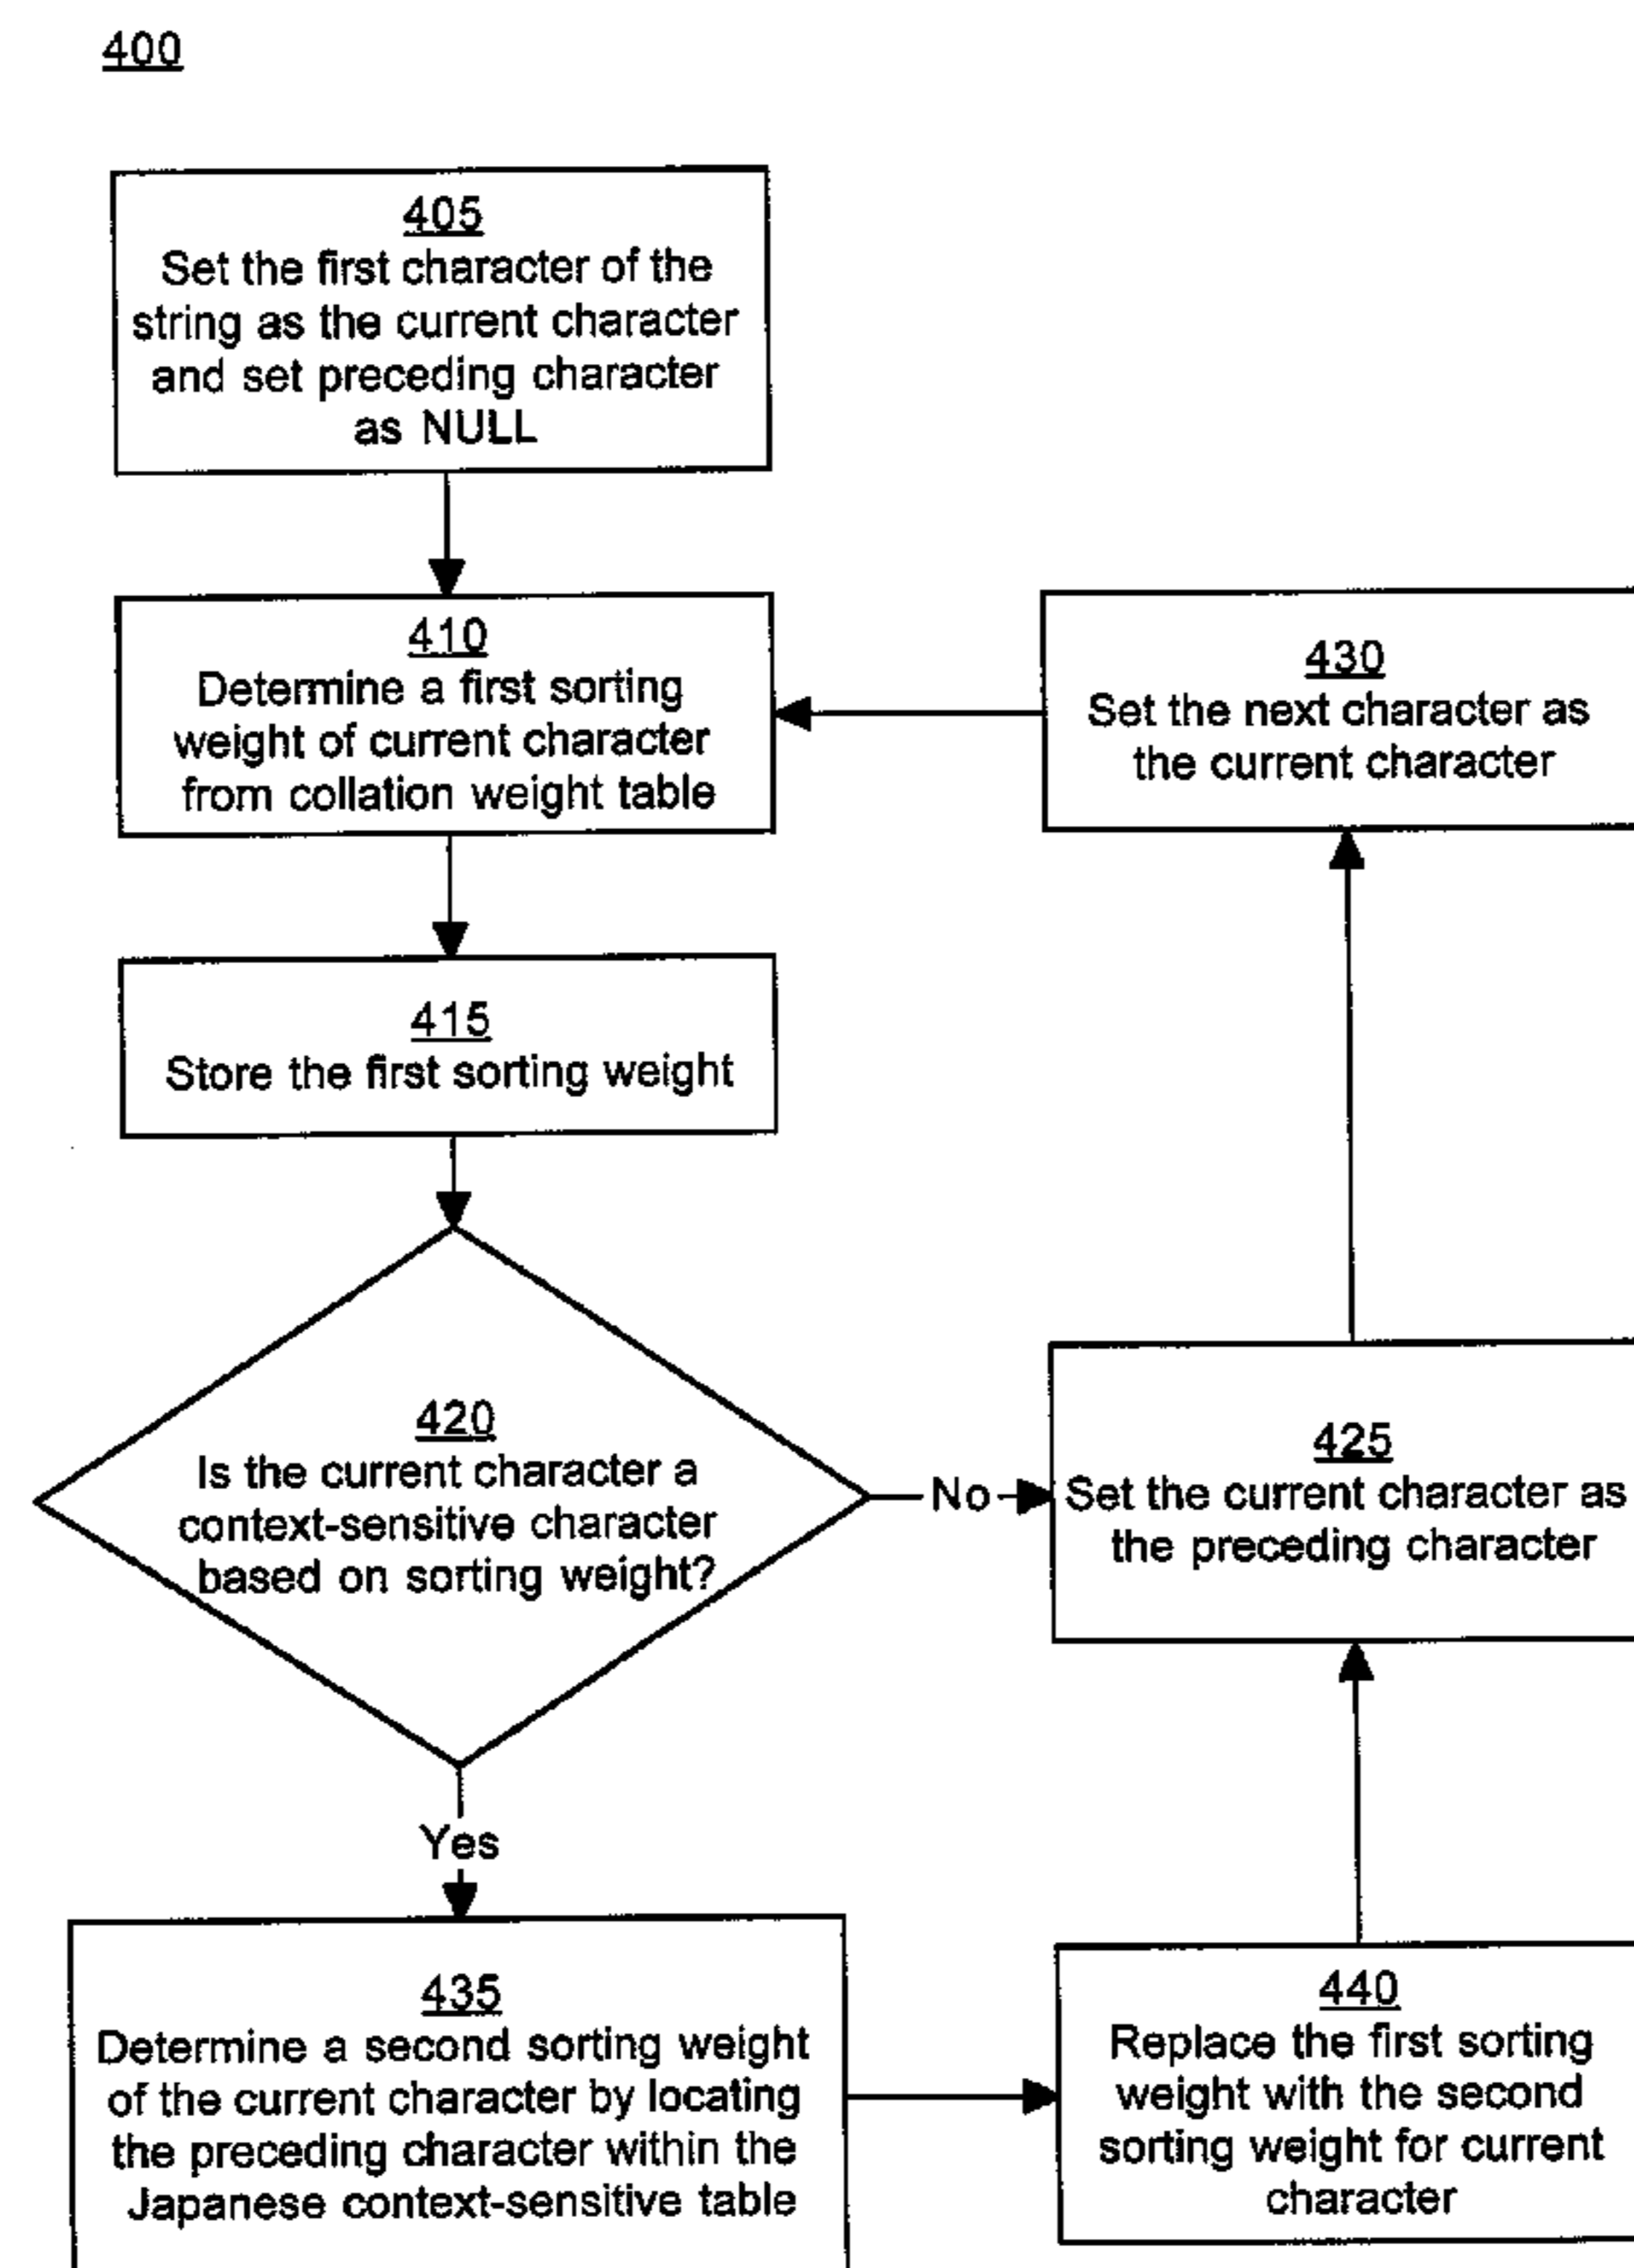 400
405
Set the first character of the
string as the current character
and set preceding character
as NULL
410
Determine a first sorting
weight of current character
from collation weight table
430
Set the next character as
the current character
415
Store the first sorting weight
420
Is the current character a
context-sensitive character
based on sorting weight?
No
425
Set the current character as
the preceding character
Yes
435
Determine a second sorting weight
of the current character by locating
the preceding character within the
Japanese context-sensitive table
440
Replace the first sorting
weight with the second
sorting weight for current
character